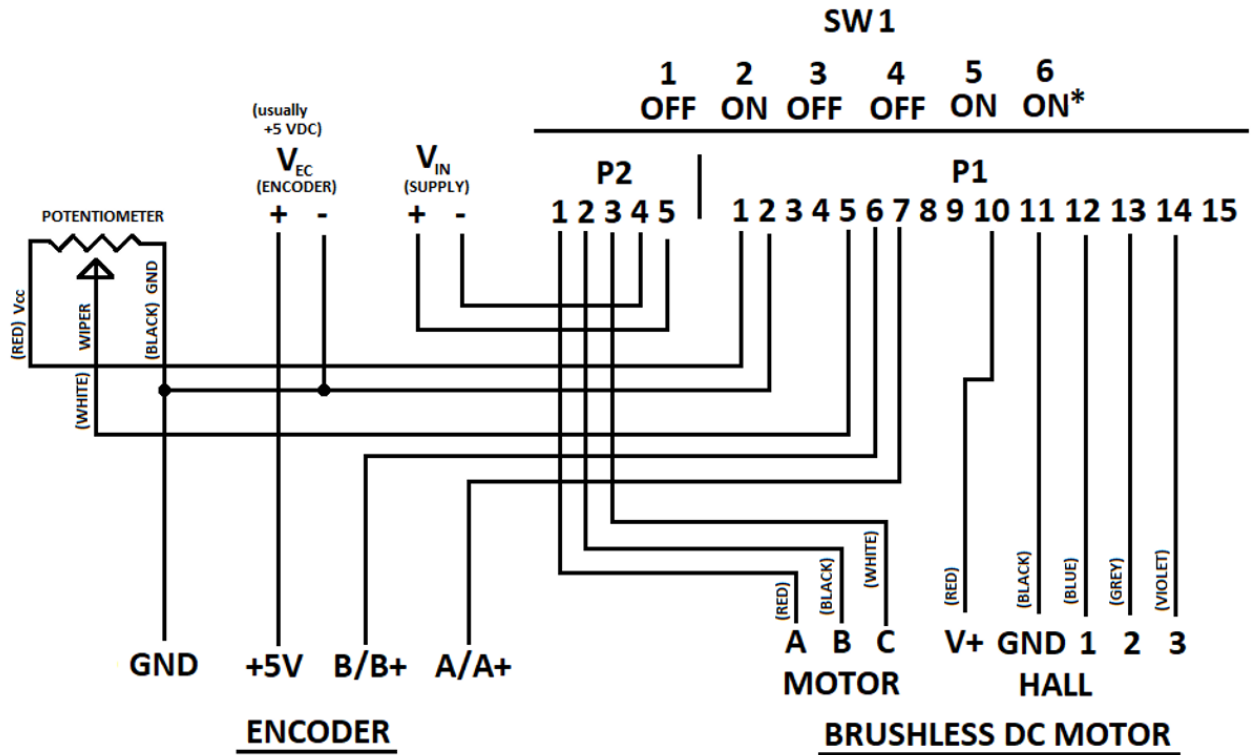 SW 1
1 2 3 4 5 6
OFF ON OFF OFF ON ON*
(usually
+5 VDC)
VEC
(ENCODER)
+ -
VIN
(SUPPLY)
+ -
P2
1 2 3 4 5
P1
1 2 3 4 5 6 7 8 9 10 11 12 13 14 15
POTENTIOMETER
(RED) Vcc
WIPER
(WHITE)
(BLACK) GND
(RED)
(BLACK)
(WHITE)
(RED)
(BLACK)
(BLUE)
(GREY)
(VIOLET)
GND +5V B/B+ A/A+
ENCODER
A B C
MOTOR
V+ GND 1 2 3
HALL
BRUSHLESS DC MOTOR